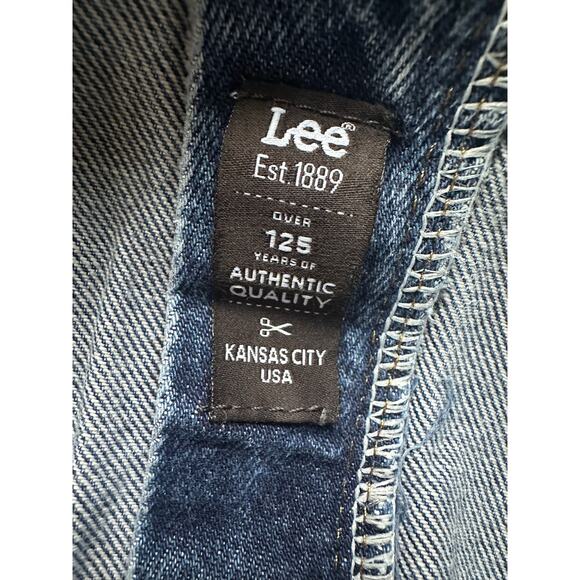 Lee®
Est.1889
OVER
125
YEARS OF
AUTHENTIC
QUALITY
KANSAS CITY
USA